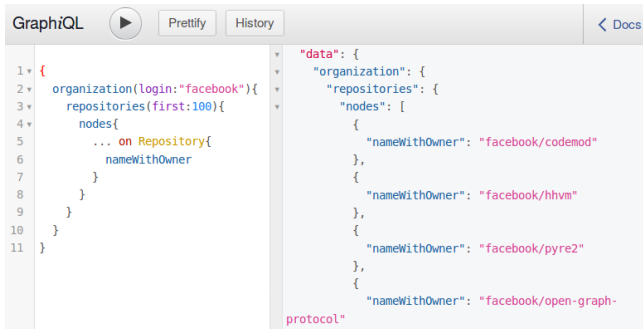 GraphiQL Prettify History < Docs
1 {
2 organization(login:"facebook"){
3 repositories(first:100){
4 nodes{
5 ... on Repository{
6 nameWithOwner
7 }
8 }
9 }
10 }
11 }
"data": {
"organization": {
"repositories": {
"nodes": [
{
"nameWithOwner": "facebook/codemod"
},
{
"nameWithOwner": "facebook/hhvm"
},
{
"nameWithOwner": "facebook/pyre2"
},
{
"nameWithOwner": "facebook/open-graph-
protocol"